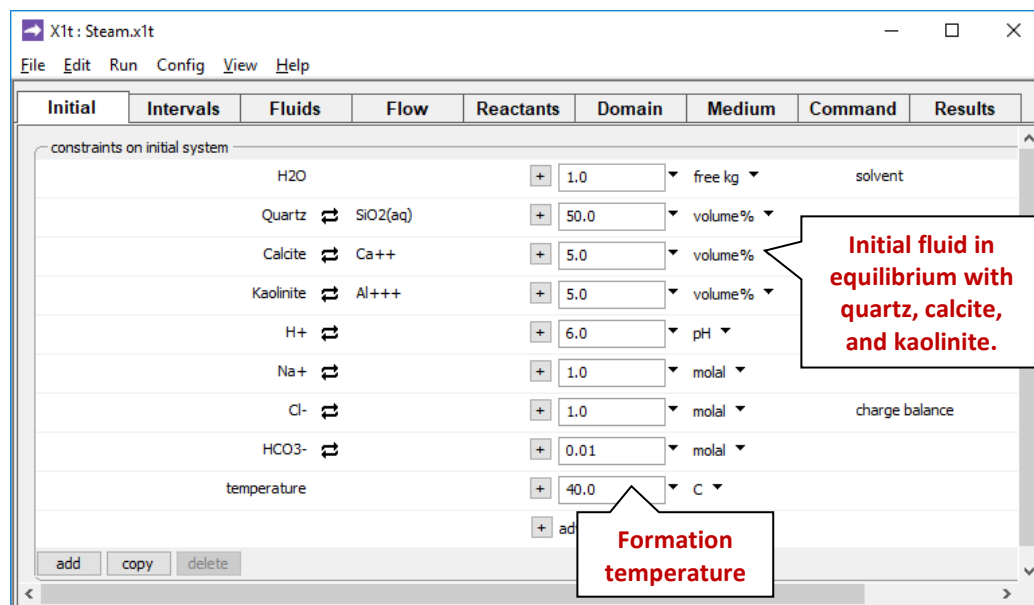 X1t : Steam.x1t
File Edit Run Config View Help
Initial Intervals Fluids Flow Reactants Domain Medium Command Results
constraints on initial system
H2O + 1.0 free kg solvent
Quartz SiO2(aq) + 50.0 volume%
Calcite Ca++ + 5.0 volume%
Kaolinite Al+++ + 5.0 volume%
Initial fluid in
equilibrium with
quartz, calcite,
and kaolinite.
H+ + 6.0 pH
Na+ + 1.0 molal
Cl- + 1.0 molal charge balance
HCO3- + 0.01 molal
temperature + 40.0 C
+
Formation
temperature
add copy delete